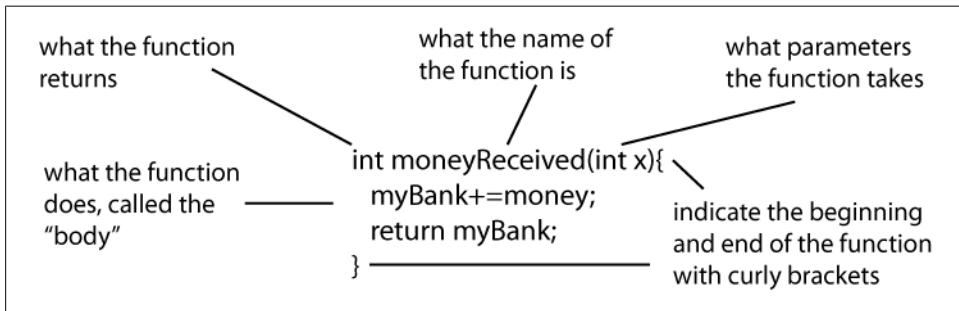 what the function
returns
what the name of
the function is
what parameters
the function takes
int moneyReceived(int x){
myBank+=money;
return myBank;
}
what the function
does, called the
“body”
indicate the beginning
and end of the function
with curly brackets